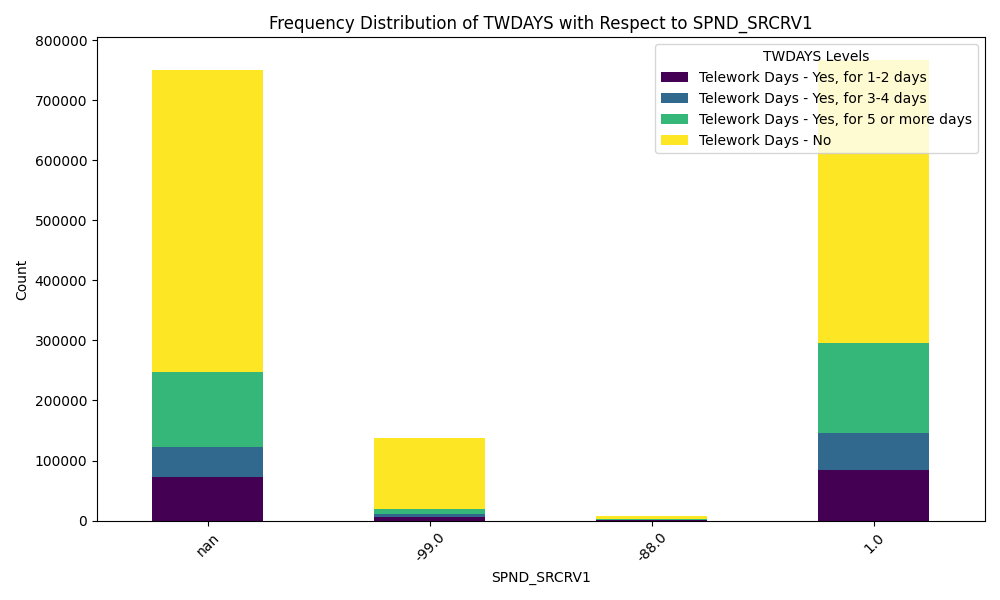 Frequency Distribution of TWDAYS with Respect to SPND_SRCRV1
800000
700000
600000
500000
400000
300000
200000
100000
0
Count
TWDAYS Levels
Telework Days - Yes, for 1-2 days
Telework Days - Yes, for 3-4 days
Telework Days - Yes, for 5 or more days
Telework Days - No
nan
-99.0
-88.0
1.0
SPND_SRCRV1